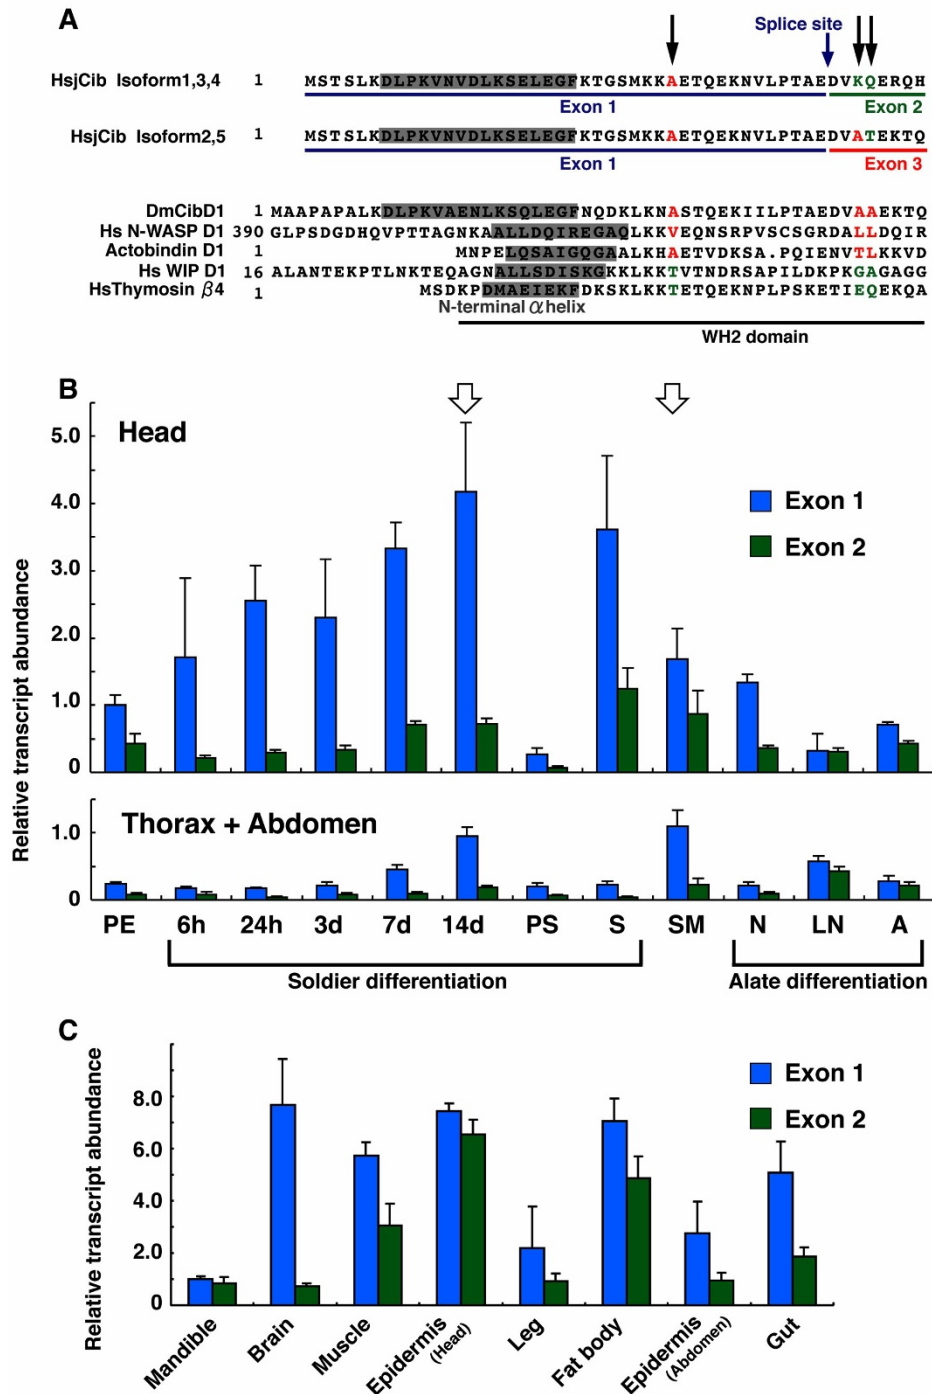 A
Splice site
HsjCib Isoform1,3,4 1 MSTSLKDLPKVNVDLKSELEGFKTGSMKKAETQEKNVLPTAEDVKQERQH
Exon 1 Exon 2
HsjCib Isoform2,5 1 MSTSLKDLPKVNVDLKSELEGFKTGSMKKAETQEKNVLPTAEDVATEKTQ
Exon 1 Exon 3
DmCibD1 1 MAAPAPALKDLPKVAENLKSQLEGFNQDKLKNASTQEKIILPTAEDVAAEKTQ
Hs N-WASP D1 390 GLPSDGDHQVPTTAGNKAALLDQIREGAQLKKVEQNSRPVSCSGRDALLDQIR
Actobindin D1 1 MNPELQSAIGQGAALKHAETVDKSA.PQIENVTLKKVD
Hs WIP D1 16 ALANTEKPTLNKTEQAGNALLSDISKGKKLKKTVTNDRSAPILDKPKGAGAGG
HsThymosin β4 1 MSDKPDMAEIEKFDKSKLKKTETQEKNPLPSKETIEQEKQA
N-terminal α helix
WH2 domain
B
Head
5.0
4.0
3.0
2.0
1.0
0
Exon 1
Exon 2
Relative transcript abundance
Thorax + Abdomen
1.0
0
PE 6h 24h 3d 7d 14d PS S SM N LN A
Soldier differentiation Alate differentiation
C
Relative transcript abundance
8.0
6.0
4.0
2.0
0
Exon 1
Exon 2
Mandible Brain Muscle Epidermis (Head) Leg Fat body Epidermis (Abdomen) Gut